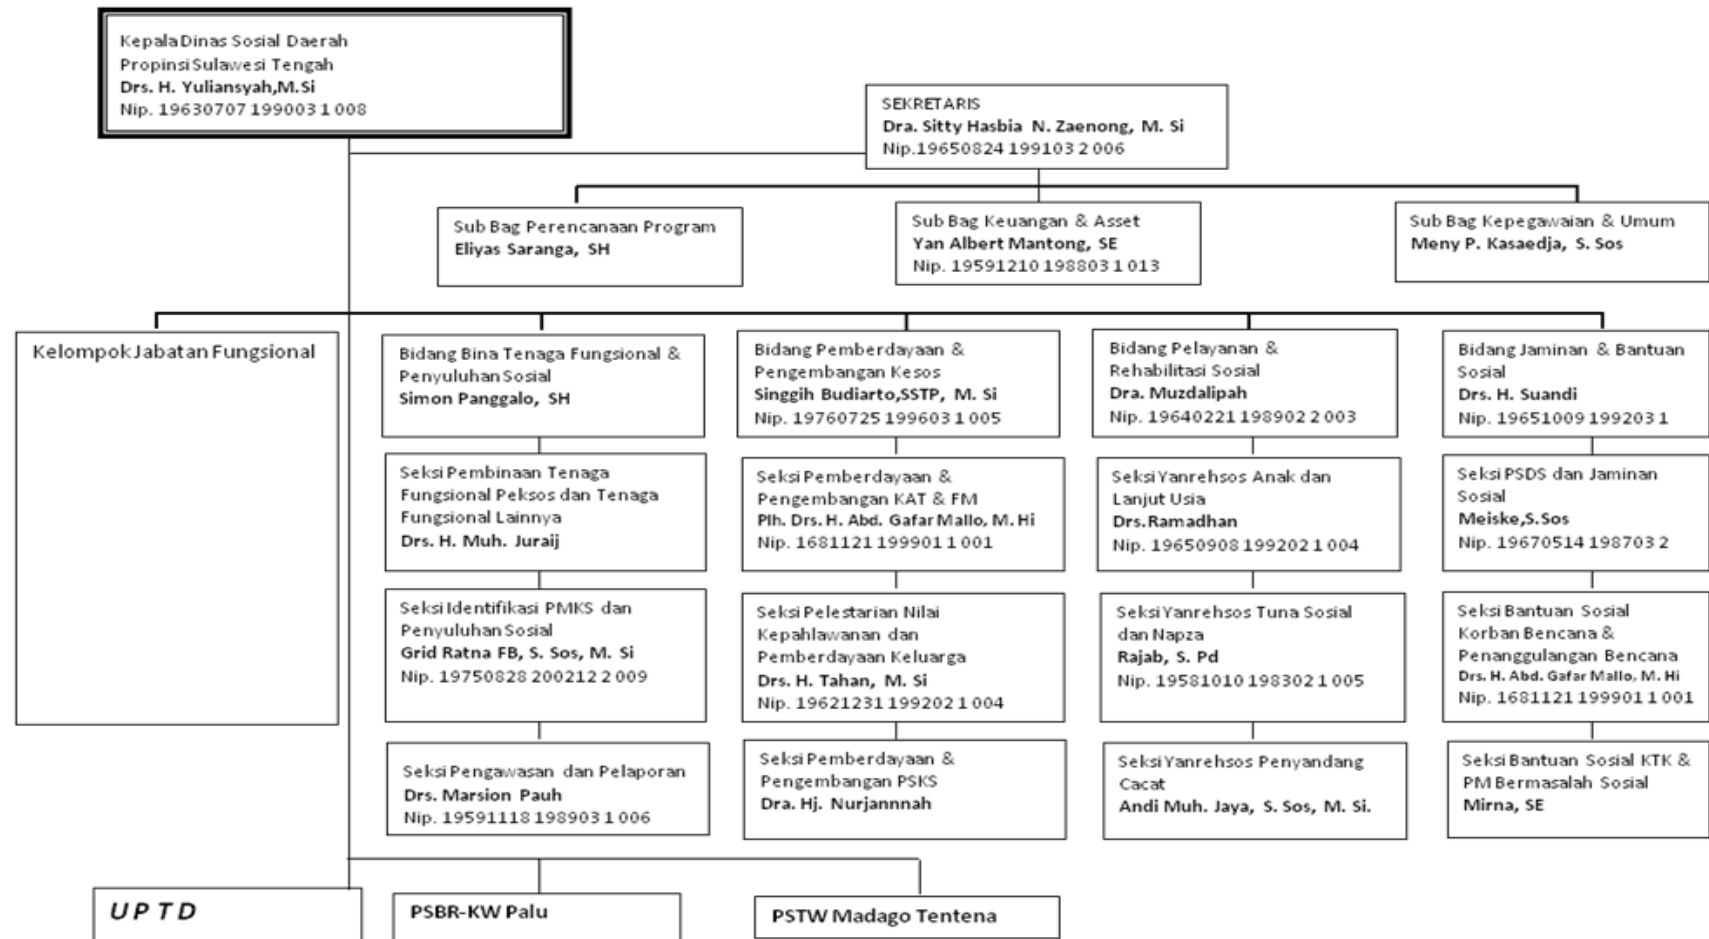 Kepala Dinas Sosial Daerah
Propinsi Sulawesi Tengah
Drs. H. Yuliansyah,M.Si
Nip. 19630707 199003 1 008
SEKRETARIS
Dra. Sitty Hasbia N. Zaenong, M. Si
Nip.19650824 199103 2 006
Sub Bag Perencanaan Program
Eliyas Saranga, SH
Sub Bag Keuangan & Asset
Yan Albert Mantong, SE
Nip. 19591210 198803 1 013
Sub Bag Kepegawaian & Umum
Meny P. Kasaedja, S. Sos
Kelompok Jabatan Fungsional
Bidang Bina Tenaga Fungsional &
Penyuluhan Sosial
Simon Panggalo, SH
Bidang Pemberdayaan &
Pengembangan Kesos
Singgih Budiarto,SSTP, M. Si
Nip. 19760725 199603 1 005
Bidang Pelayanan &
Rehabilitasi Sosial
Dra. Muzdalipah
Nip. 19640221 198902 2 003
Bidang Jaminan & Bantuan
Sosial
Drs. H. Suandi
Nip. 19651009 199203 1
Seksi Pembinaan Tenaga
Fungsional Peksos dan Tenaga
Fungsional Lainnya
Drs. H. Muh. Juraij
Seksi Pemberdayaan &
Pengembangan KAT & FM
Plh. Drs. H. Abd. Gafar Mallo, M. Hi
Nip. 1681121 199901 1 001
Seksi Yanrehsos Anak dan
Lanjut Usia
Drs.Ramadhan
Nip. 19650908 199202 1 004
Seksi PSDS dan Jaminan
Sosial
Meiske,S.Sos
Nip. 19670514 198703 2
Seksi Identifikasi PMKS dan
Penyuluhan Sosial
Grid Ratna FB, S. Sos, M. Si
Nip. 19750828 200212 2 009
Seksi Pelestarian Nilai
Kepahlawanan dan
Pemberdayaan Keluarga
Drs. H. Tahan, M. Si
Nip. 19621231 199202 1 004
Seksi Yanrehsos Tuna Sosial
dan Napza
Rajab, S. Pd
Nip. 19581010 198302 1 005
Seksi Bantuan Sosial
Korban Bencana &
Penanggulangan Bencana
Drs. H. Abd. Gafar Mallo, M. Hi
Nip. 1681121 199901 1 001
Seksi Pengawasan dan Pelaporan
Drs. Marsion Pauh
Nip. 19591118 198903 1 006
Seksi Pemberdayaan &
Pengembangan PSKS
Dra. Hj. Nurjannnah
Seksi Yanrehsos Penyandang
Cacat
Andi Muh. Jaya, S. Sos, M. Si.
Seksi Bantuan Sosial KTK &
PM Bermasalah Sosial
Mirna, SE
U P T D
PSBR-KW Palu
PSTW Madago Tentena